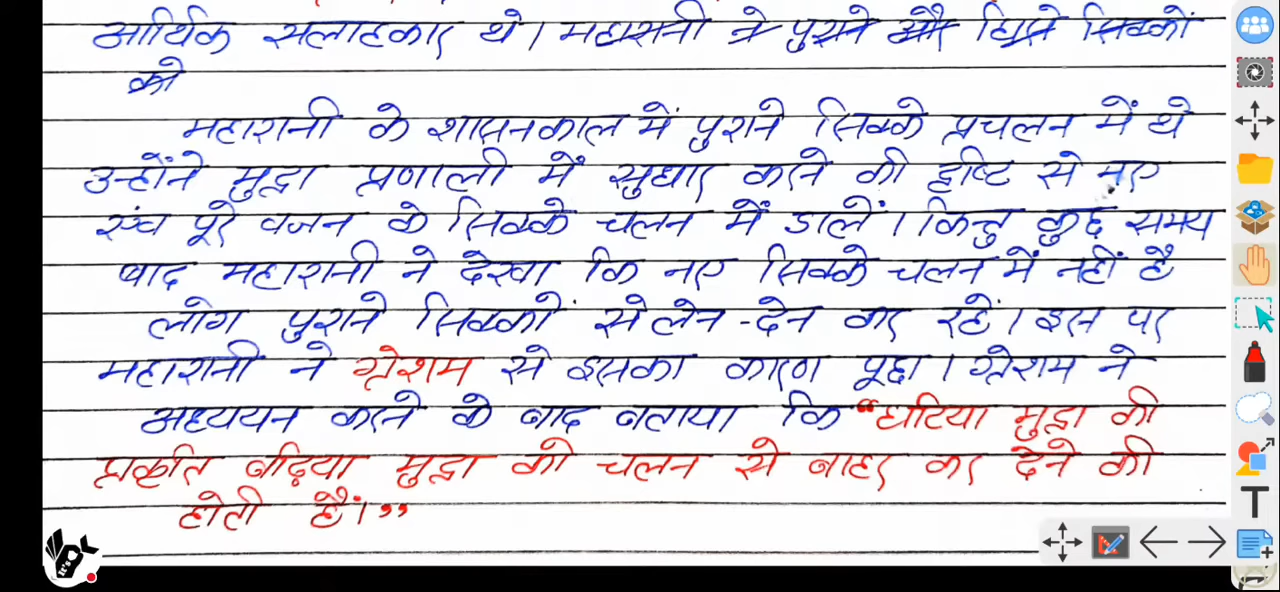 आर्थिक सलाहकार थे। महारानी ने पुराने और घिसे सिक्कों
को
महारानी के शासनकाल में पुराने सिक्के प्रचलन में थे
उन्होंने मुद्रा प्रणाली में सुधार करने की दृष्टि से नए
एंव पूरे वजन के सिक्के चलन में डालें। किन्तु कुछ समय
बाद महारानी ने देखा कि नए सिक्के चलन में नहीं है
लोग पुराने सिक्कों से लेन-देन कर रहें। इस पर
महारानी ने ग्रेशम से इसका कारण पूछा। ग्रेशम ने
अध्ययन करने के बाद बताया कि "घटिया मुद्रा की
प्रकृति बढ़िया मुद्रा को चलन से बाहर कर देने की
होती हैं।"
T